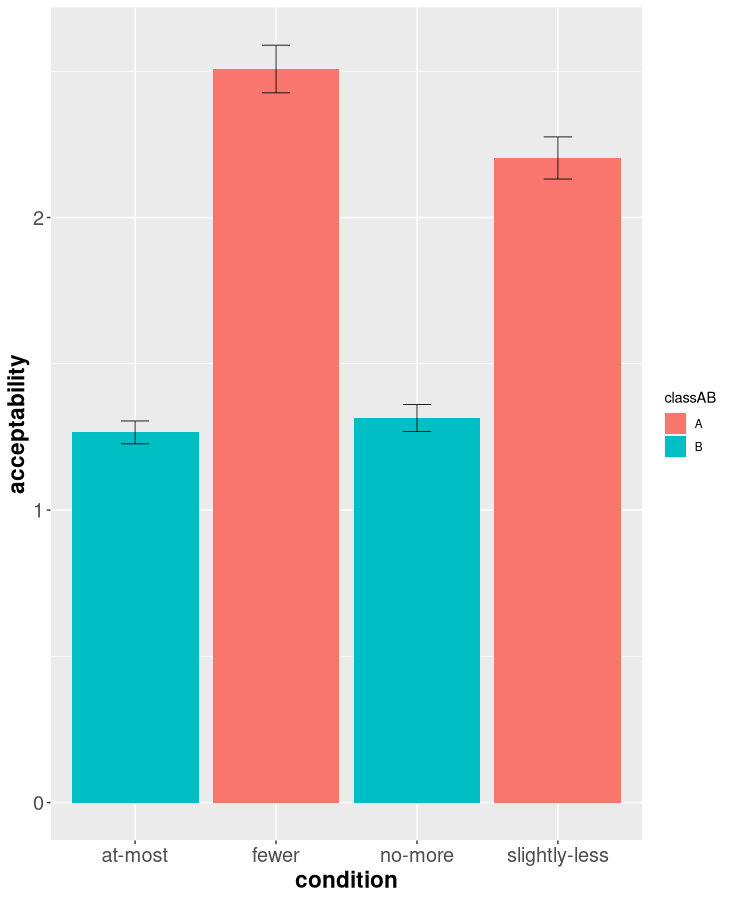 acceptability
2
1
0
at-most fewer no-more slightly-less
condition
classAB
A
B